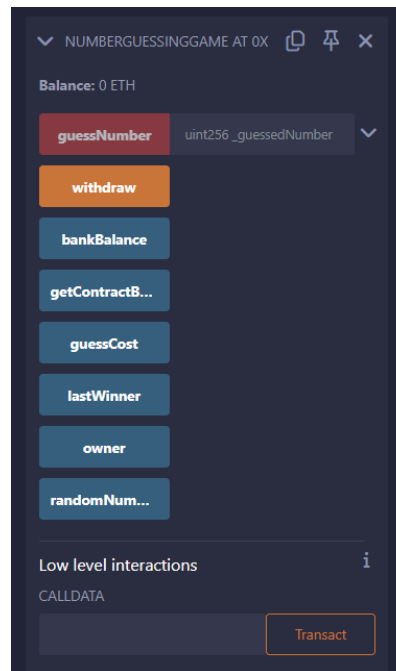 NUMBERGUESSINGGAME AT 0X
Balance: 0 ETH
guessNumber uint256 _guessedNumber
withdraw
bankBalance
getContractB...
guessCost
lastWinner
owner
randomNum...
Low level interactions i
CALLDATA
Transact